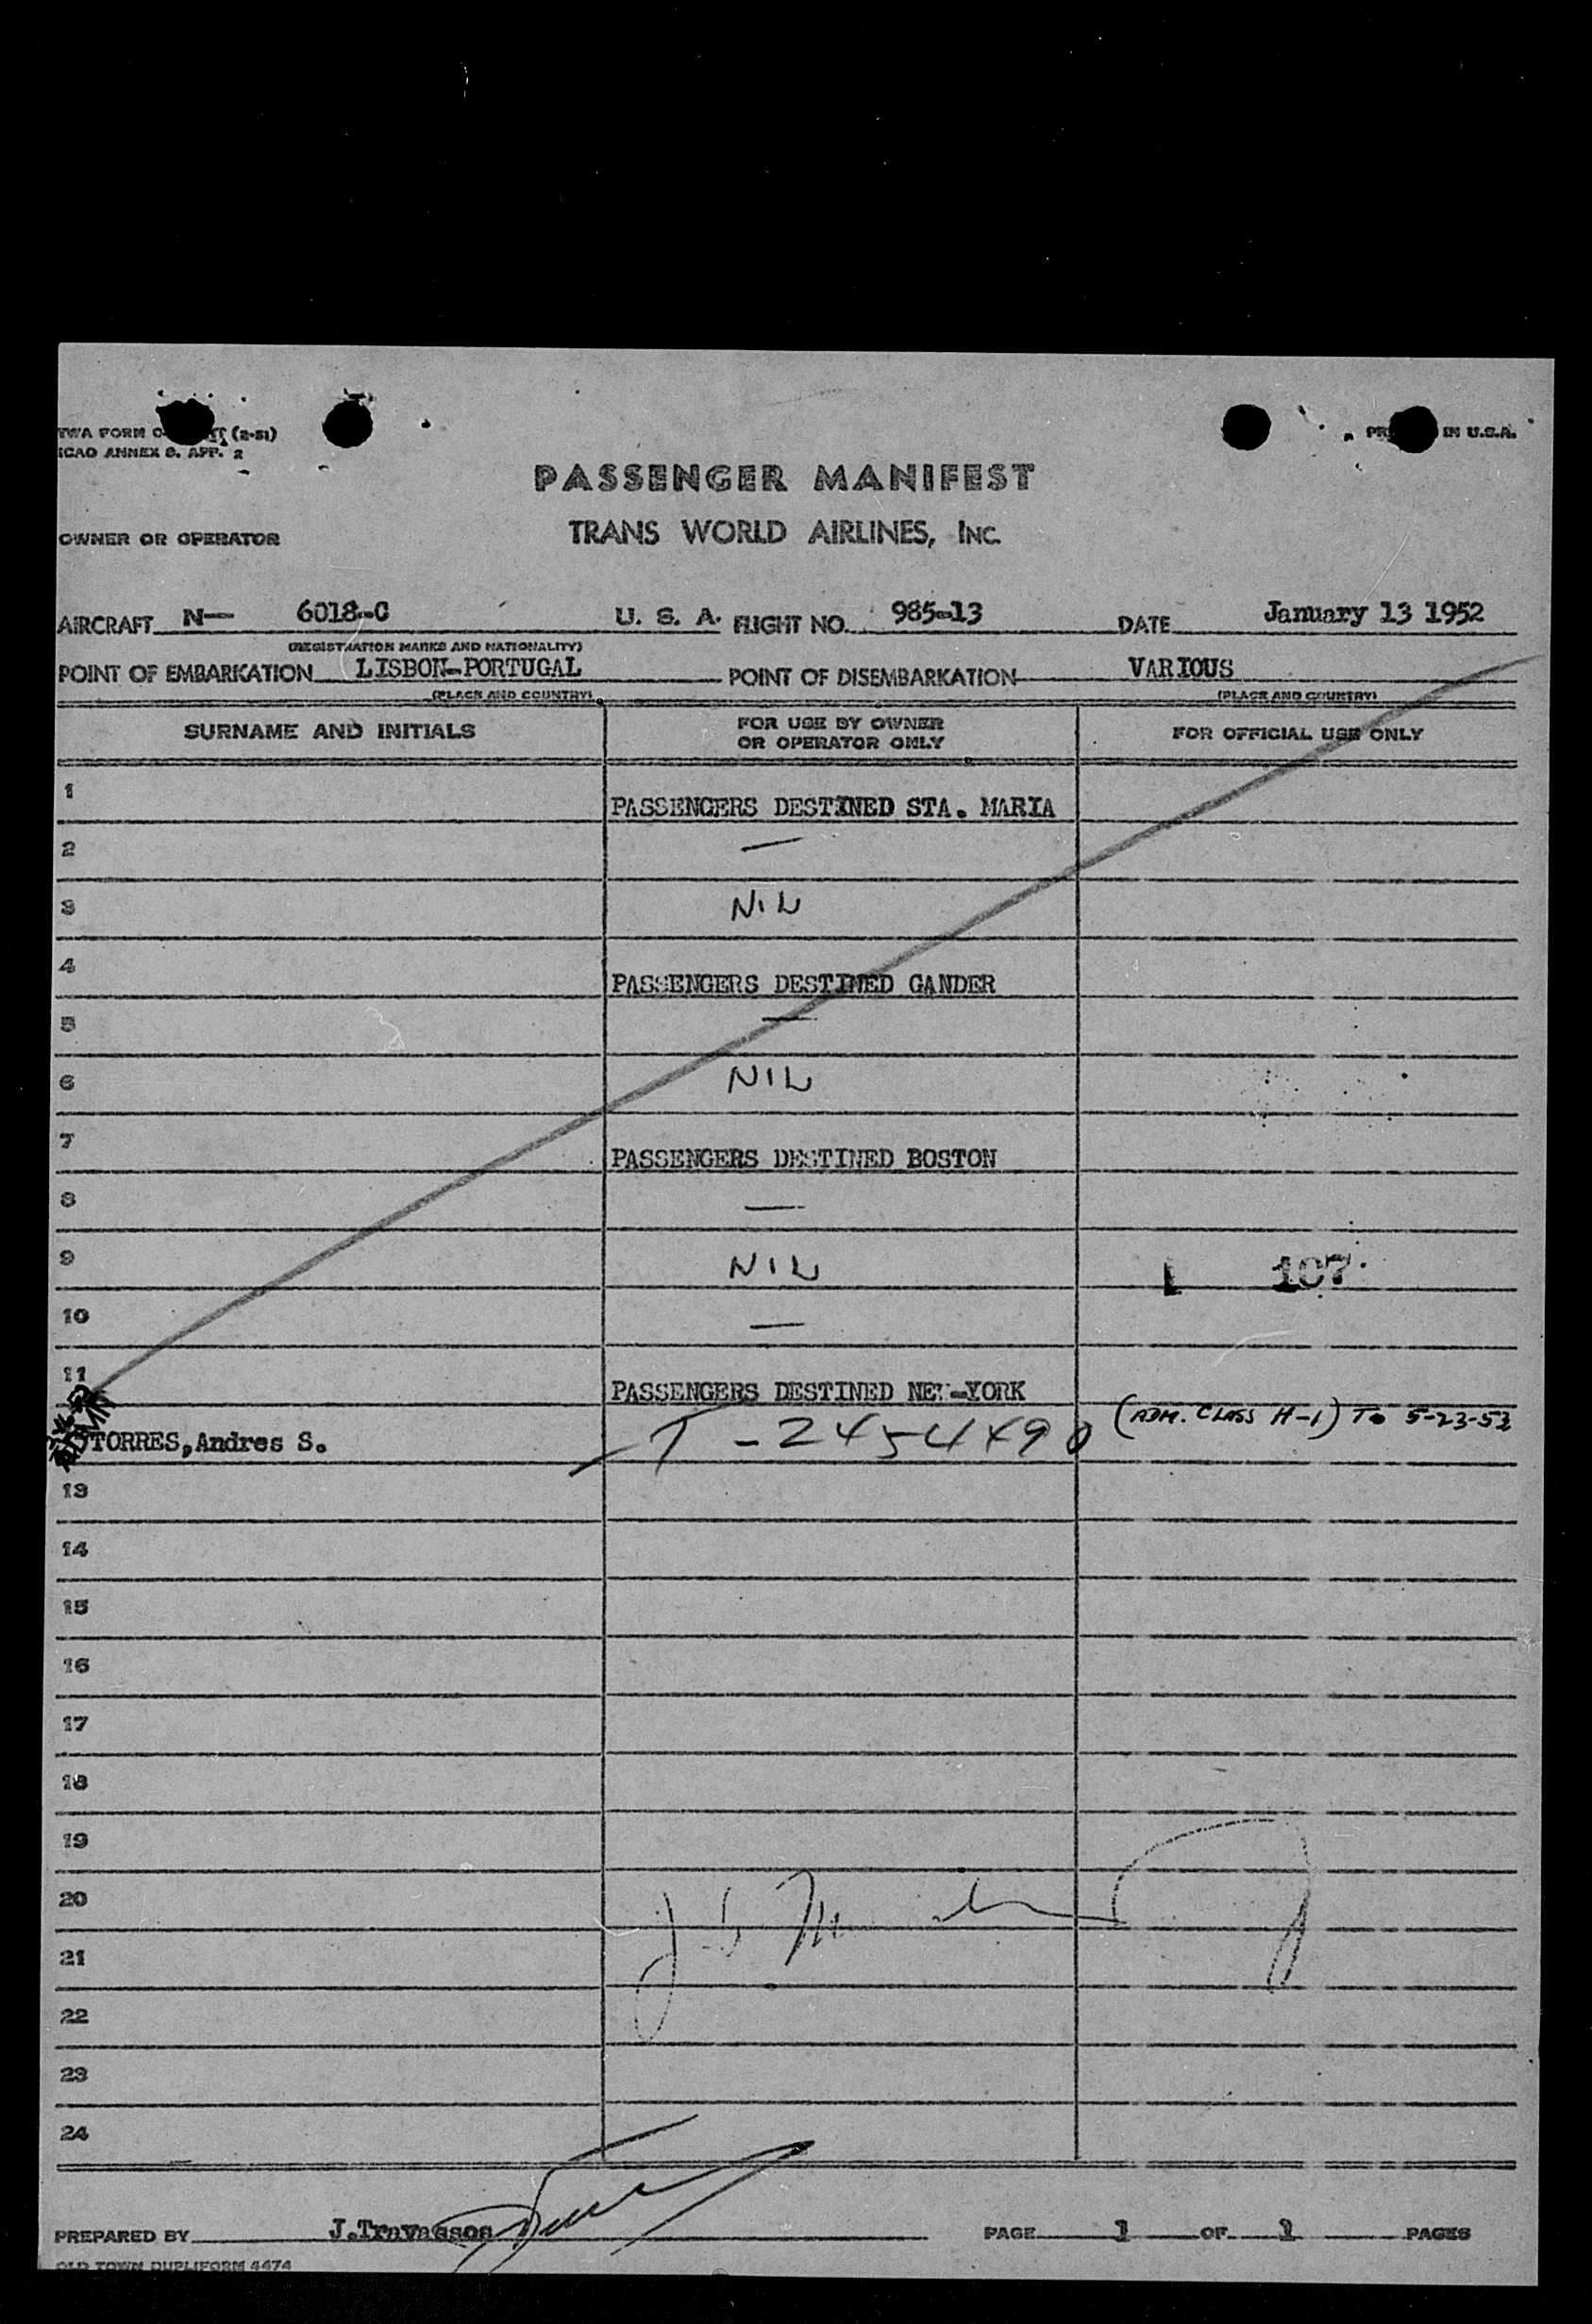 TWA FORM (2-51)
ICAO ANNEX 9. APP. 2
IN U.S.A.
PASSENGER MANIFEST
OWNER OR OPERATOR TRANS WORLD AIRLINES, INC.
AIRCRAFT N— 6018-C U. S. A. FLIGHT NO. 985-13 DATE January 13 1952
(REGISTRATION MARKS AND NATIONALITY)
POINT OF EMBARKATION LISBON-PORTUGAL POINT OF DISEMBARKATION VARIOUS
(PLACE AND COUNTRY) (PLACE AND COUNTRY)
SURNAME AND INITIALS FOR USE BY OWNER OR OPERATOR ONLY FOR OFFICIAL USE ONLY
1 PASSENGERS DESTINED STA. MARIA
2 —
3 NIL
4 PASSENGERS DESTINED GANDER
5 —
6 NIL
7 PASSENGERS DESTINED BOSTON
8 —
9 NIL 107
10 —
11 PASSENGERS DESTINED NEW-YORK
TORRES,Andres S. T-2454490 (ADM. CLASS H-1) To 5-23-52
13
14
15
16
17
18
19
20
21
22
23
24
PREPARED BY J.Travassos PAGE 1 OF 1 PAGES
OLD TOWN DUPLIFORM 4474